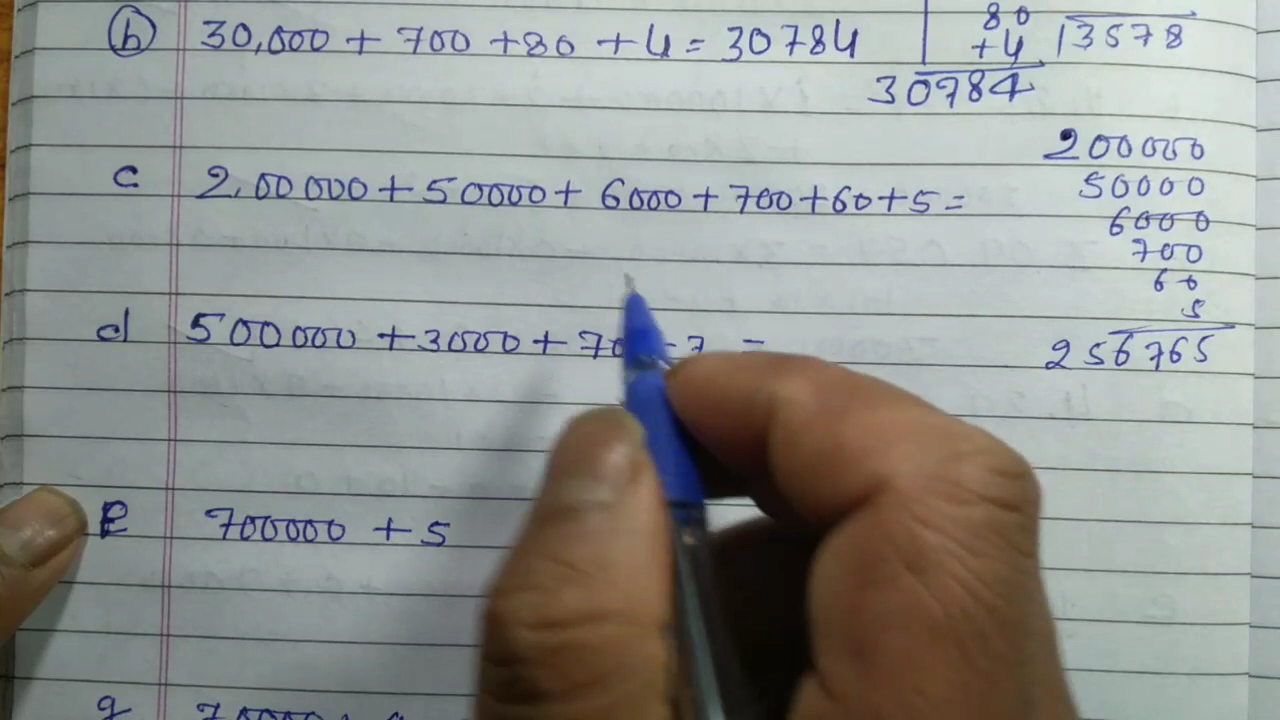 b 30,000 + 700 + 80 + 4 = 30784
80
+4
30784
13578
c 2,00000 + 50000 + 6000 + 700 + 60 + 5 =
200000
50000
6000
700
60
5
256765
d 500000 + 3000 + 7 =
e 700000 + 5
g